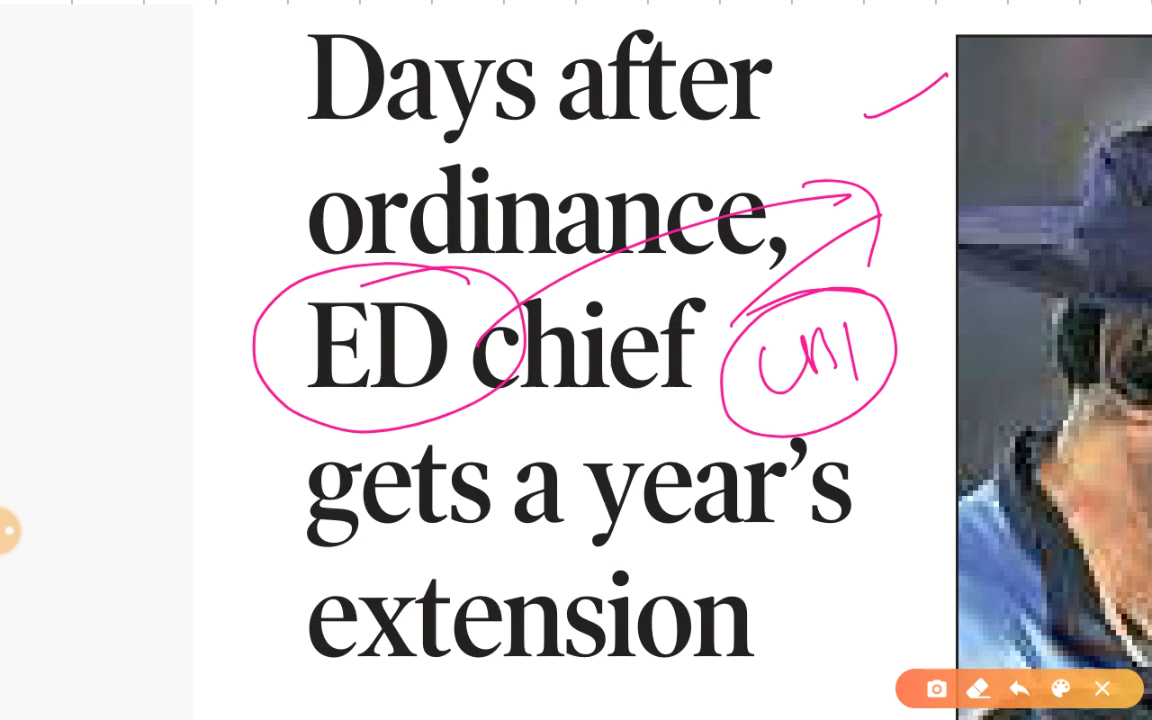 Days after
ordinance,
ED chief
gets a year’s
extension